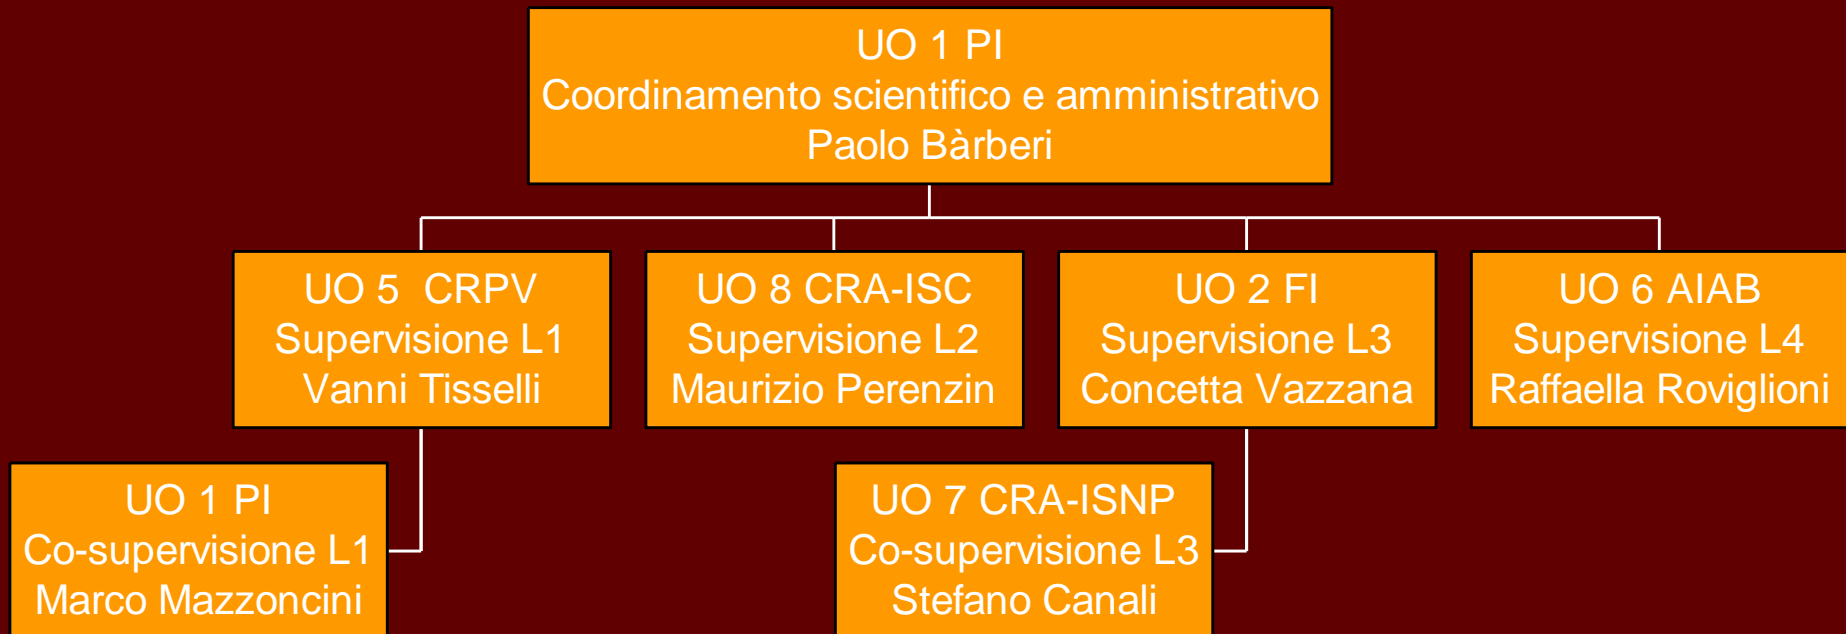 UO 1 PI
Coordinamento scientifico e amministrativo
Paolo Bàrberi
UO 5 CRPV
Supervisione L1
Vanni Tisselli
UO 8 CRA-ISC
Supervisione L2
Maurizio Perenzin
UO 2 FI
Supervisione L3
Concetta Vazzana
UO 6 AIAB
Supervisione L4
Raffaella Roviglioni
UO 1 PI
Co-supervisione L1
Marco Mazzoncini
UO 7 CRA-ISNP
Co-supervisione L3
Stefano Canali